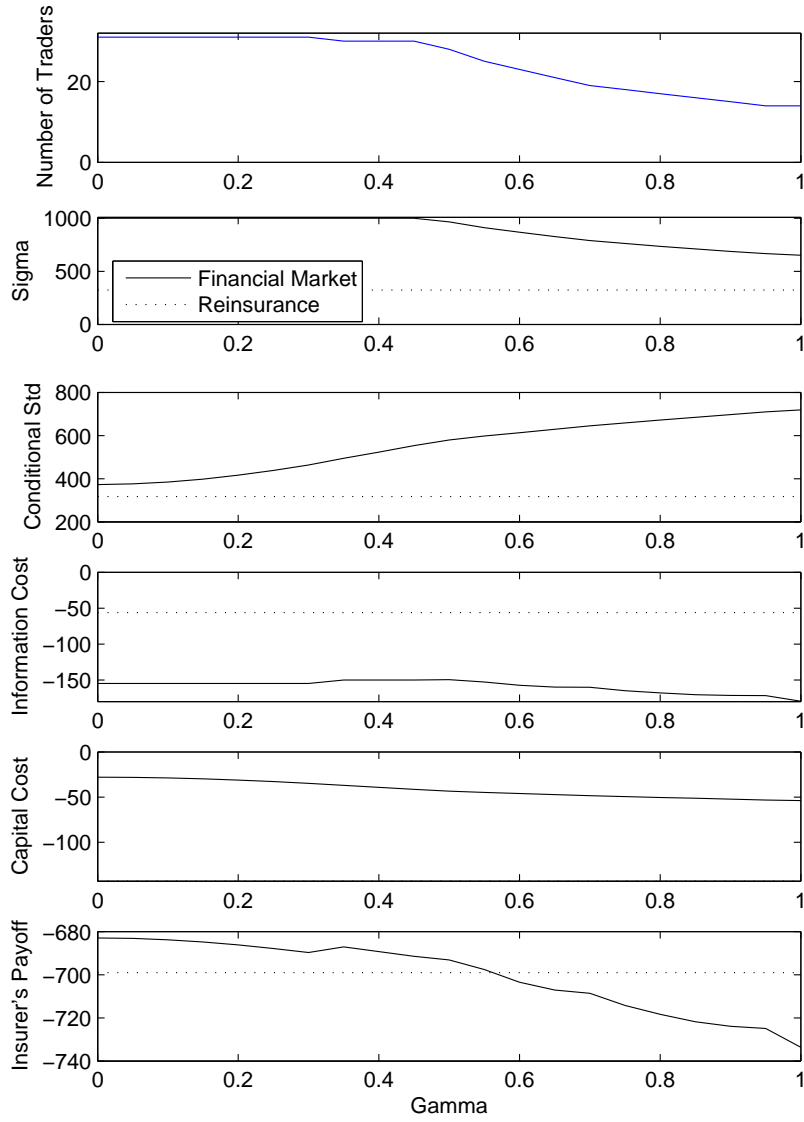 Number of Traders
20
0
0 0.2 0.4 0.6 0.8 1
Sigma
1000
500
0
Financial Market
Reinsurance
0 0.2 0.4 0.6 0.8 1
Conditional Std
800
600
400
200
0 0.2 0.4 0.6 0.8 1
Information Cost
0
−50
−100
−150
0 0.2 0.4 0.6 0.8 1
Capital Cost
0
−50
−100
0 0.2 0.4 0.6 0.8 1
Insurer's Payoff
−680
−700
−720
−740
0 0.2 0.4 0.6 0.8 1
Gamma